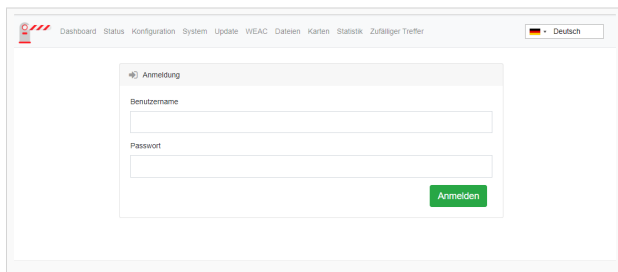 Dashboard Status Konfiguration System Update WEAC Dateien Karten Statistik Zufälliger Treffer Deutsch
Anmeldung
Benutzername
Passwort
Anmelden